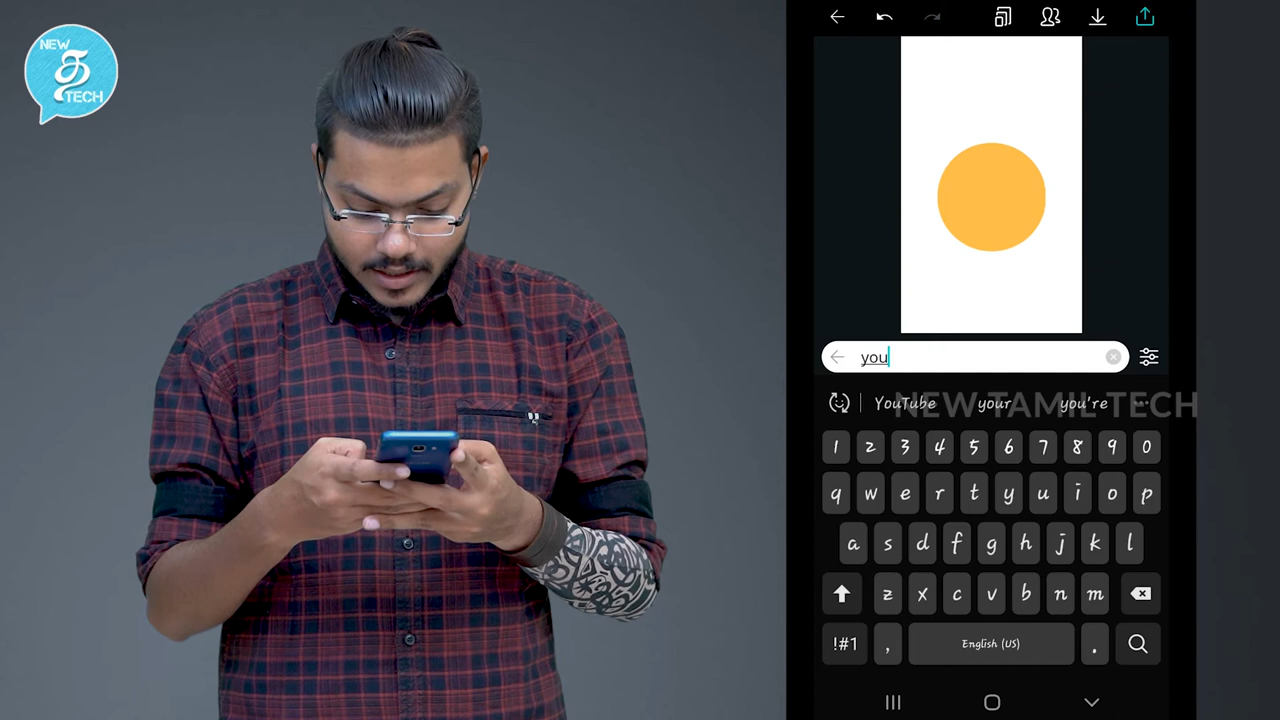 NEW
த
TECH
you
YouTube your you're
NEW TAMIL TECH
1 2 3 4 5 6 7 8 9 0
q w e r t y u i o p
a s d f g h j k l
z x c v b n m
!#1 , English (US) .